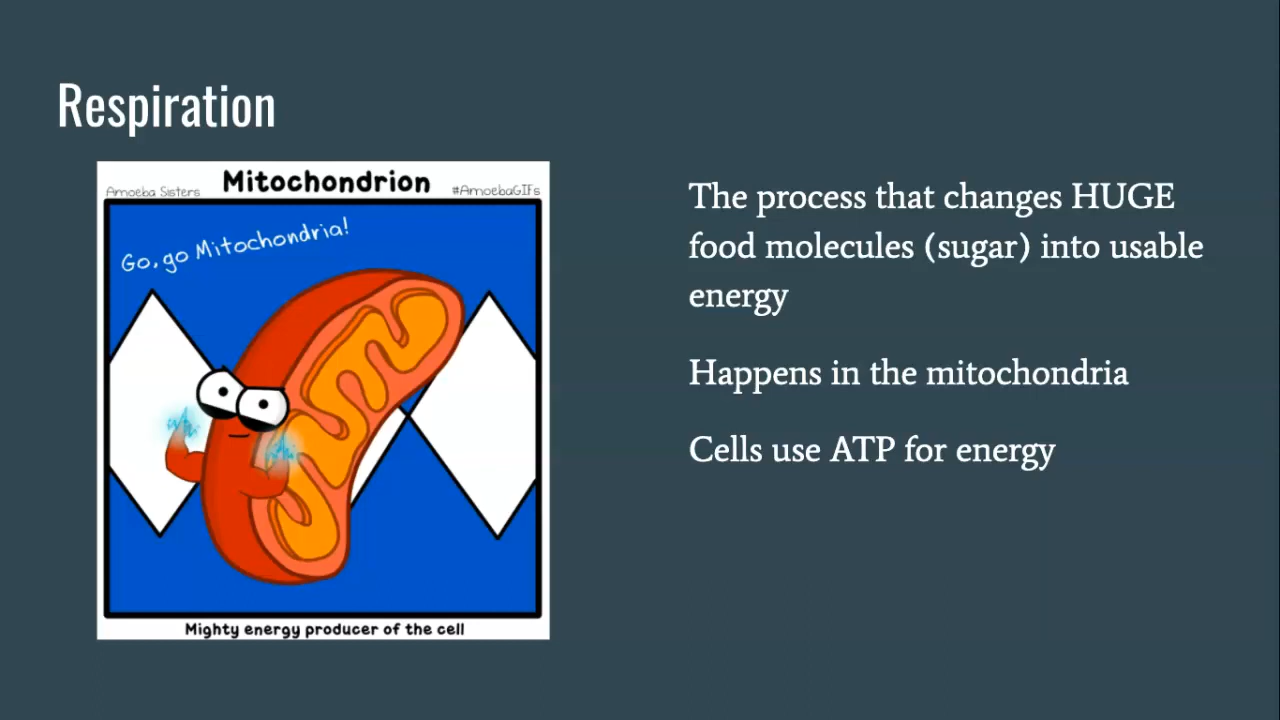 Respiration
Amoeba Sisters
Mitochondrion
#AmoebaGIFs
Go, go Mitochondria!
Mighty energy producer of the cell
The process that changes HUGE
food molecules (sugar) into usable
energy
Happens in the mitochondria
Cells use ATP for energy